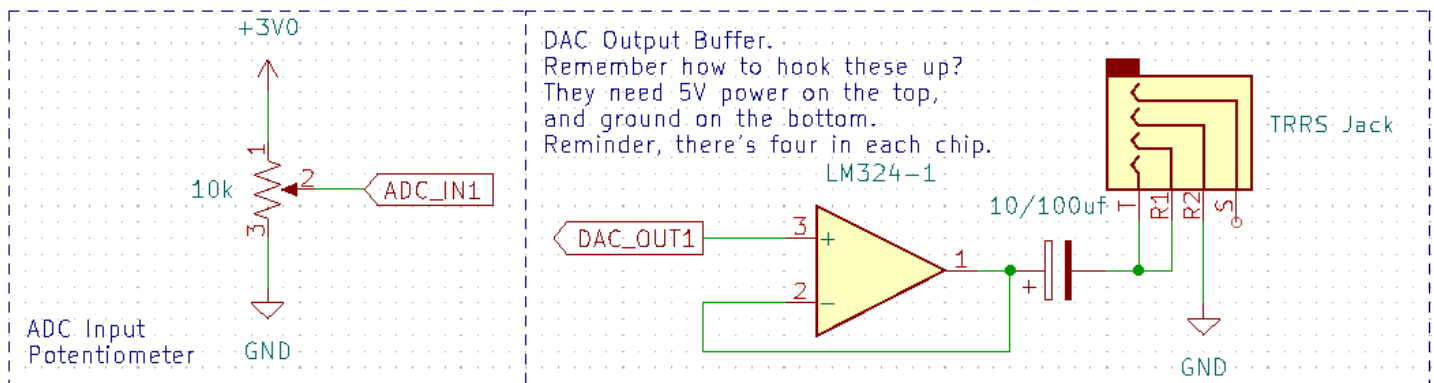 +3V0
1
10k
2
ADC_IN1
3
ADC Input
Potentiometer
GND
DAC Output Buffer.
Remember how to hook these up?
They need 5V power on the top,
and ground on the bottom.
Reminder, there's four in each chip.
LM324-1
TRRS Jack
10/100uf
T
R1
R2
S
DAC_OUT1
3
+
1
2
−
+
GND